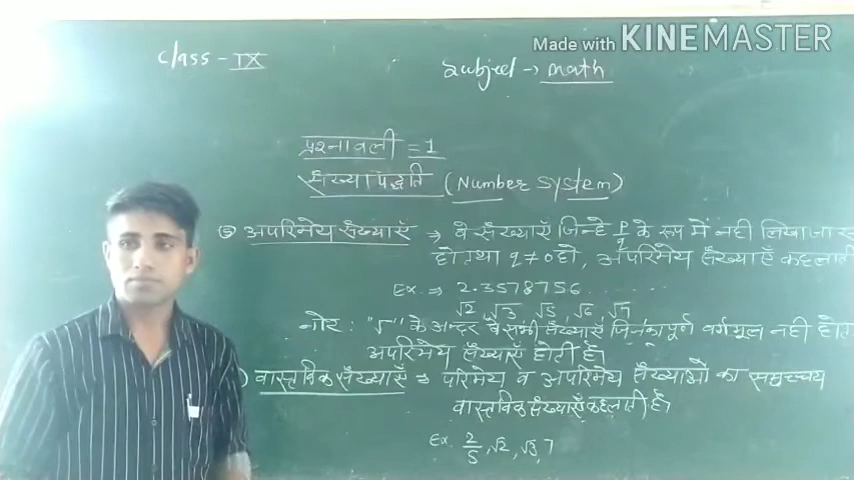 Made with KINEMASTER
Class - IX
Subject → math
प्रश्नावली = 1
संख्या पद्धति (Number System)
अपरिमेय संख्याएँ → वे संख्याएँ जिन्हें p/q के रूप में नही लिखा जा
हो तथा q ≠ 0 हो, अपरिमेय संख्याएँ कहलाती
Ex. → 2.3578756.......
√2, √3, √5, √6, √7
नोट : "√" के अन्दर वे सभी संख्याएँ जिनका पूर्ण वर्गमूल नही होता
अपरिमेय संख्याएँ होती है।
) वास्तविक संख्याएँ → परिमेय व अपरिमेय संख्याओं का समुच्चय
वास्तविक संख्याएँ कहलाती है।
Ex. 2/5, √2, √3, 7